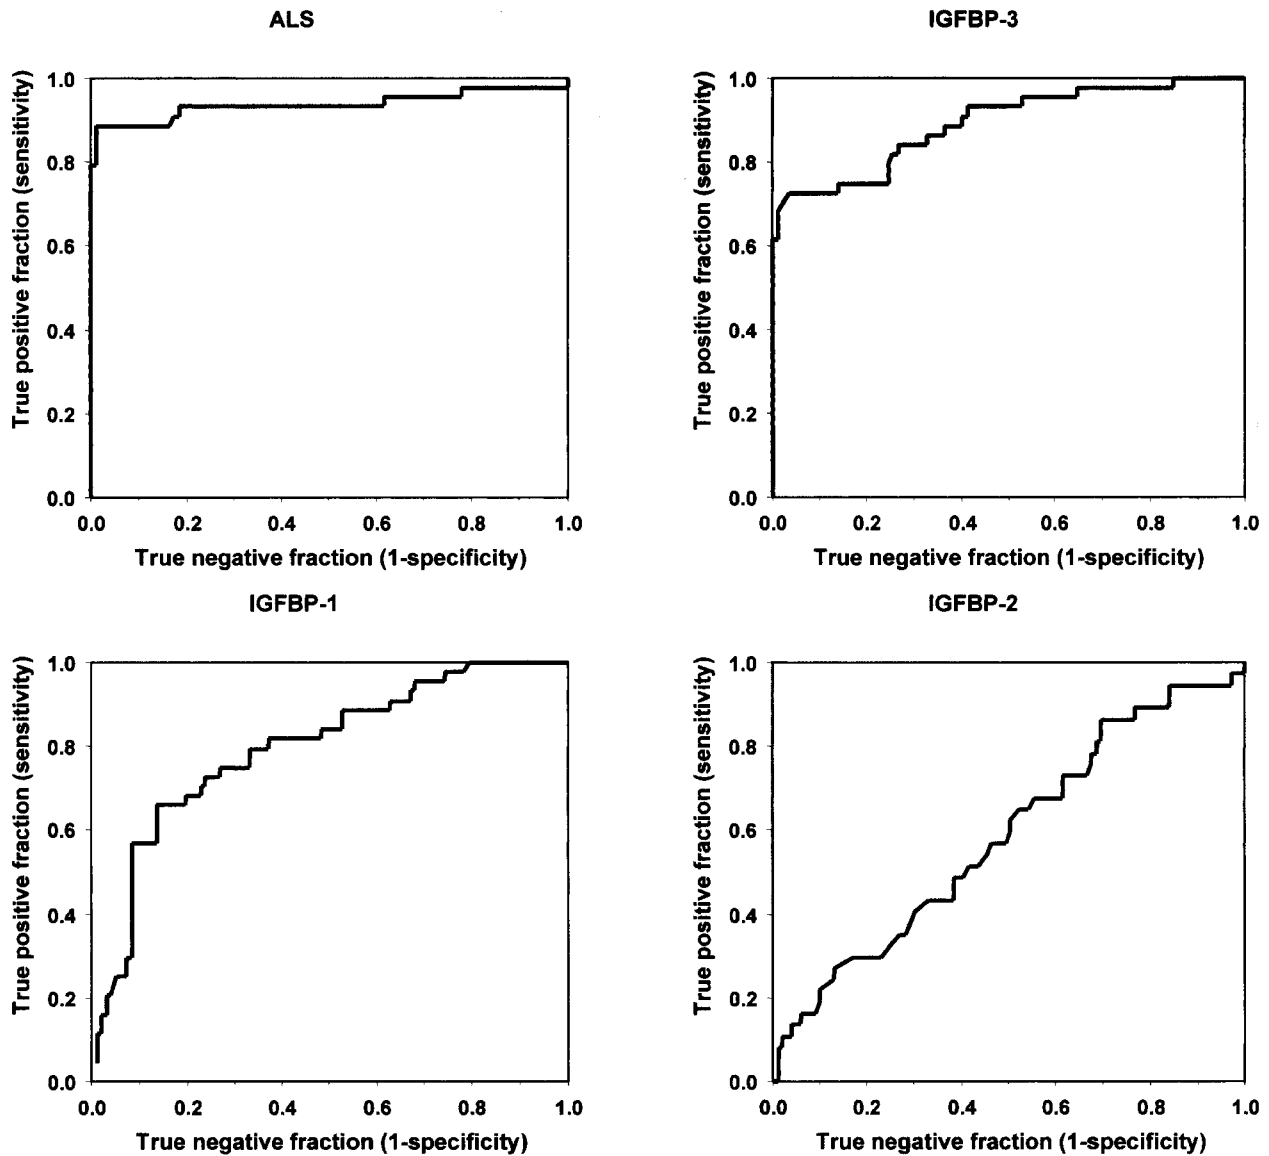 ALS
IGFBP-3
True positive fraction (sensitivity)
1.0
0.8
0.6
0.4
0.2
0.0
0.0 0.2 0.4 0.6 0.8 1.0
True negative fraction (1-specificity)
True positive fraction (sensitivity)
1.0
0.8
0.6
0.4
0.2
0.0
0.0 0.2 0.4 0.6 0.8 1.0
True negative fraction (1-specificity)
IGFBP-1
IGFBP-2
True positive fraction (sensitivity)
1.0
0.8
0.6
0.4
0.2
0.0
0.0 0.2 0.4 0.6 0.8 1.0
True negative fraction (1-specificity)
True positive fraction (sensitivity)
1.0
0.8
0.6
0.4
0.2
0.0
0.0 0.2 0.4 0.6 0.8 1.0
True negative fraction (1-specificity)